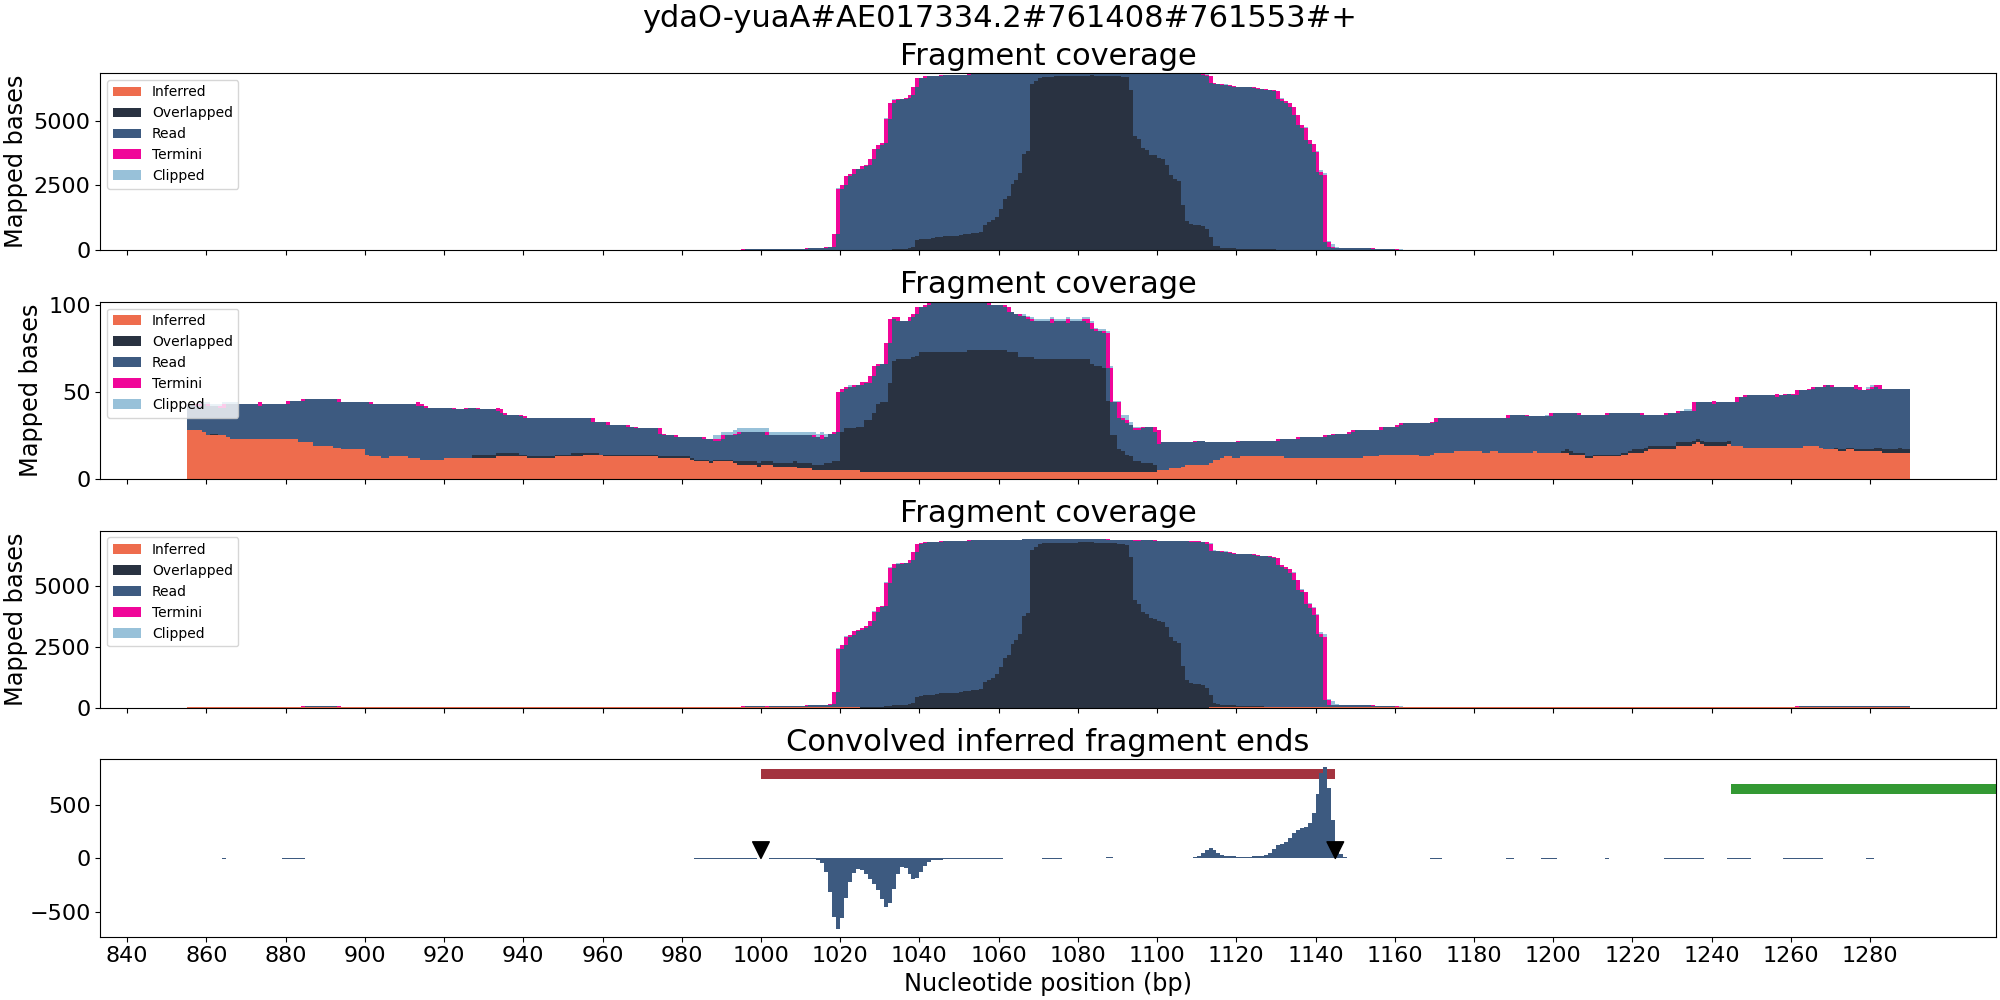 ydaO-yuaA#AE017334.2#761408#761553#+
Fragment coverage
Mapped bases
5000
2500
0
Inferred
Overlapped
Read
Termini
Clipped
Fragment coverage
Mapped bases
100
50
0
Inferred
Overlapped
Read
Termini
Clipped
Fragment coverage
Mapped bases
5000
2500
0
Inferred
Overlapped
Read
Termini
Clipped
Convolved inferred fragment ends
500
0
−500
840 860 880 900 920 940 960 980 1000 1020 1040 1060 1080 1100 1120 1140 1160 1180 1200 1220 1240 1260 1280
Nucleotide position (bp)